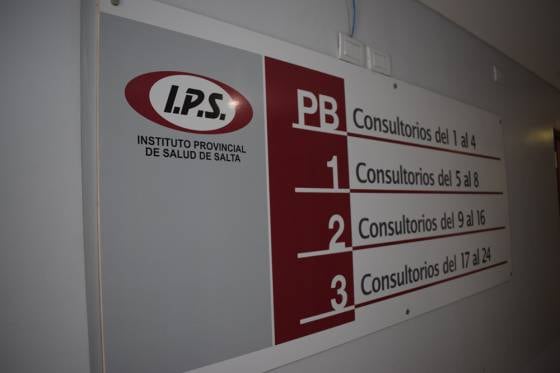 I.P.S.
INSTITUTO PROVINCIAL
DE SALUD DE SALTA
PB Consultorios del 1 al 4
1 Consultorios del 5 al 8
2 Consultorios del 9 al 16
3 Consultorios del 17 al 24